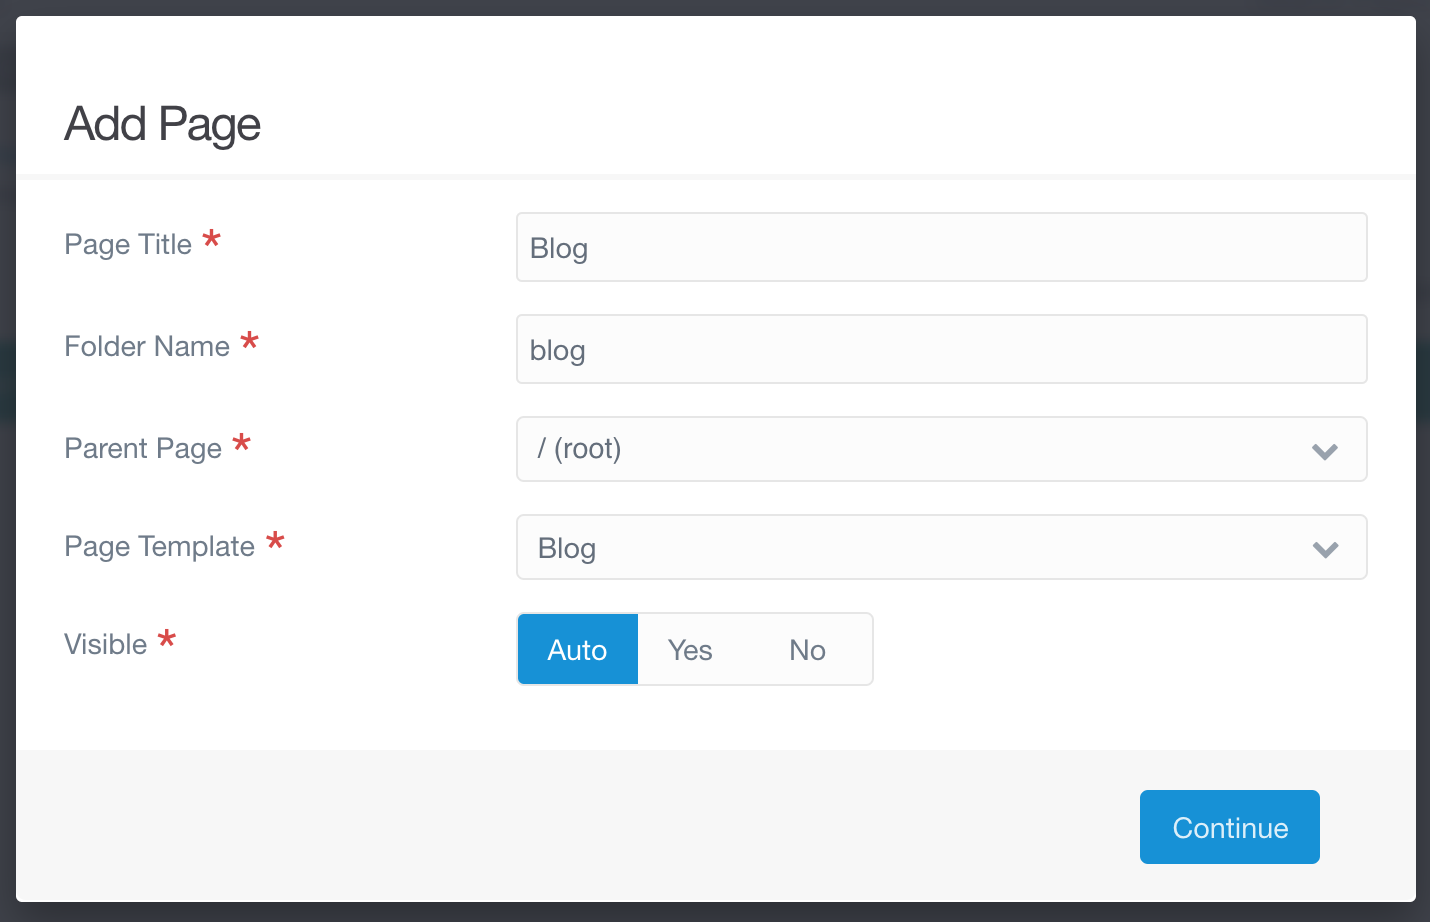 Add Page
Page Title *
Blog
Folder Name *
blog
Parent Page *
/ (root)
Page Template *
Blog
Visible *
Auto Yes No
Continue